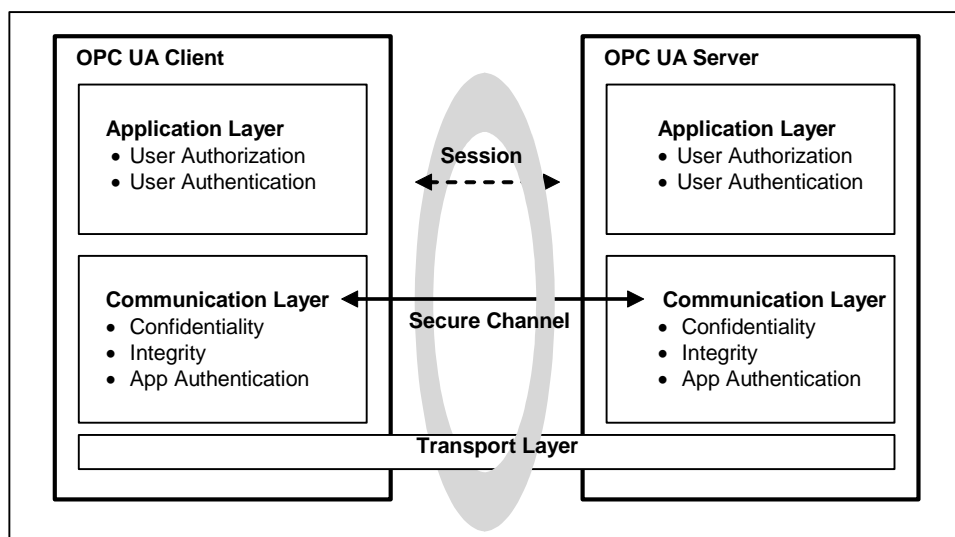 OPC UA Client
Application Layer
• User Authorization
• User Authentication
Communication Layer
• Confidentiality
• Integrity
• App Authentication
Session
Secure Channel
Transport Layer
OPC UA Server
Application Layer
• User Authorization
• User Authentication
Communication Layer
• Confidentiality
• Integrity
• App Authentication